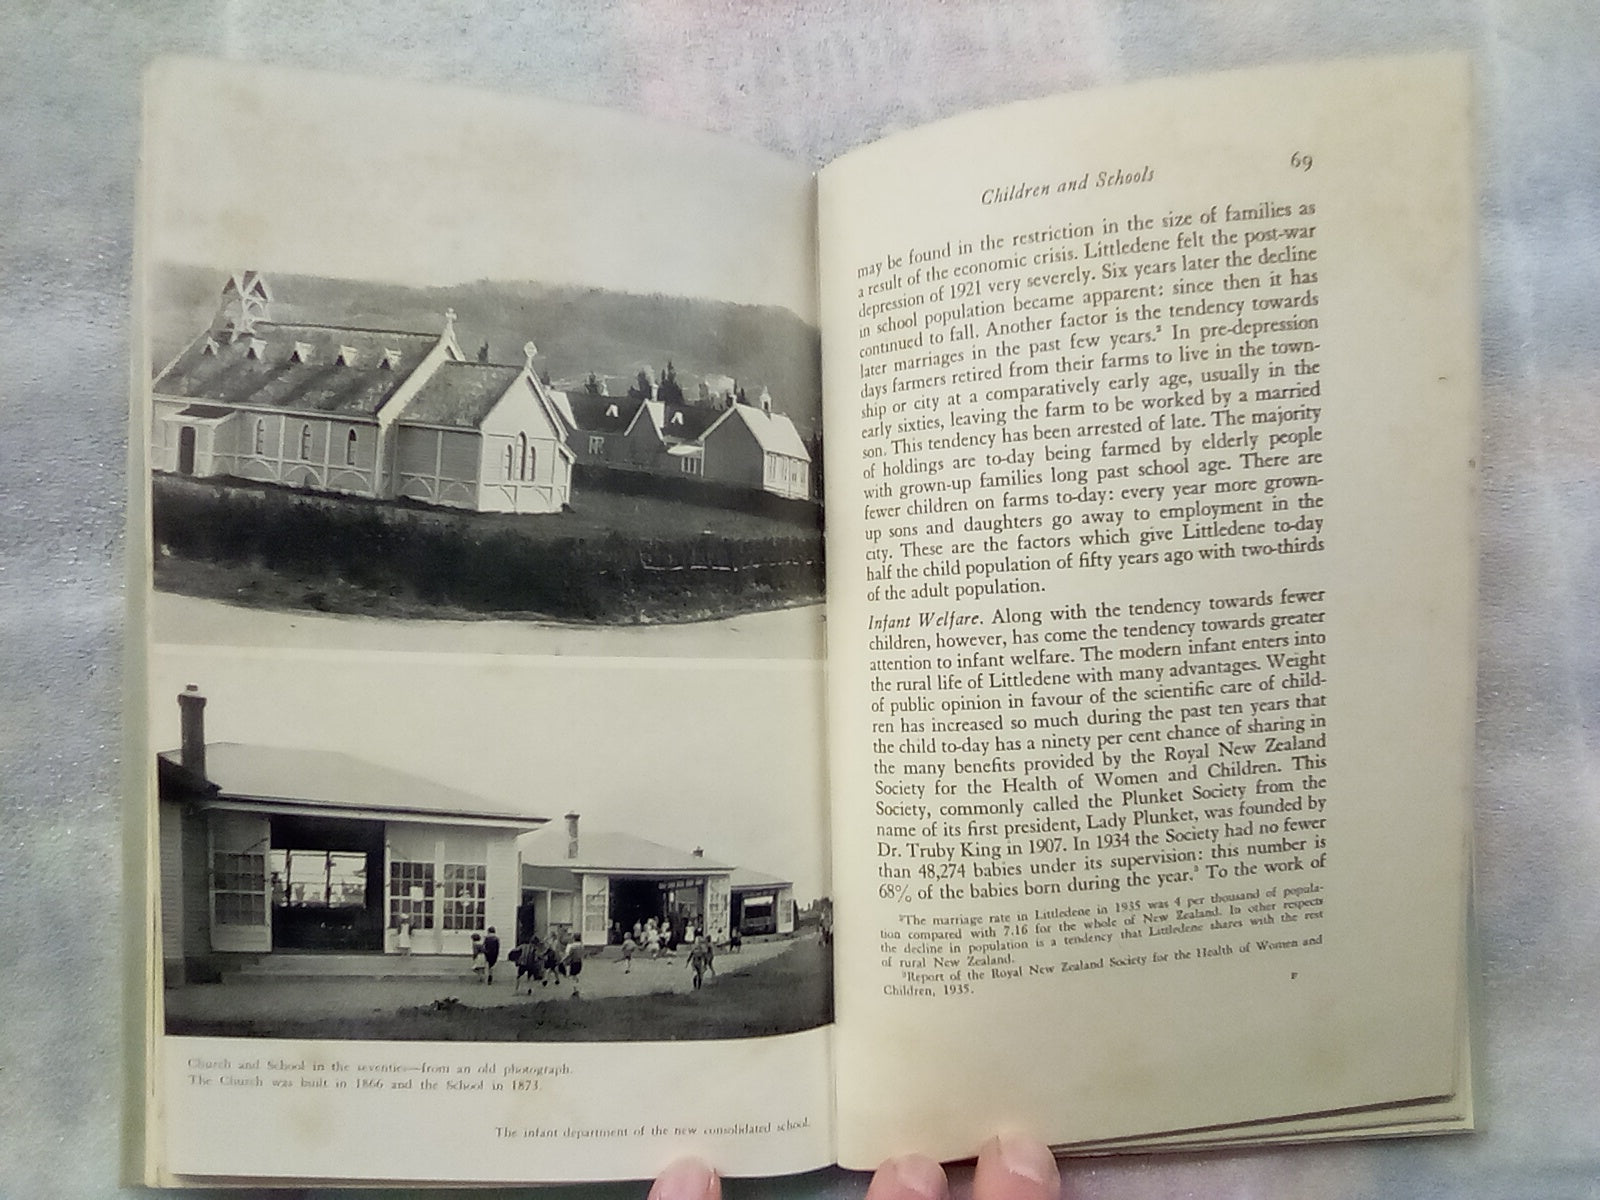 Church and School in the seventies—from an old photograph.
The Church was built in 1866 and the School in 1873.
The infant department of the new consolidated school.
Children and Schools
69
may be found in the restriction in the size of families as
a result of the economic crisis. Littledene felt the post-war
depression of 1921 very severely. Six years later the decline
in school population became apparent: since then it has
continued to fall. Another factor is the tendency towards
later marriages in the past few years.² In pre-depression
days farmers retired from their farms to live in the town-
ship or city at a comparatively early age, usually in the
early sixties, leaving the farm to be worked by a married
son. This tendency has been arrested of late. The majority
of holdings are to-day being farmed by elderly people
with grown-up families long past school age. There are
fewer children on farms to-day: every year more grown-
up sons and daughters go away to employment in the
city. These are the factors which give Littledene to-day
half the child population of fifty years ago with two-thirds
of the adult population.
Infant Welfare. Along with the tendency towards fewer
children, however, has come the tendency towards greater
attention to infant welfare. The modern infant enters into
the rural life of Littledene with many advantages. Weight
of public opinion in favour of the scientific care of child-
ren has increased so much during the past ten years that
the child to-day has a ninety per cent chance of sharing in
the many benefits provided by the Royal New Zealand
Society for the Health of Women and Children. This
Society, commonly called the Plunket Society from the
name of its first president, Lady Plunket, was founded by
Dr. Truby King in 1907. In 1934 the Society had no fewer
than 48,274 babies under its supervision: this number is
68% of the babies born during the year.³ To the work of
²The marriage rate in Littledene in 1935 was 4 per thousand of popula-
tion compared with 7.16 for the whole of New Zealand. In other respects
the decline in population is a tendency that Littledene shares with the rest
of rural New Zealand.
³Report of the Royal New Zealand Society for the Health of Women and
Children, 1935.
F